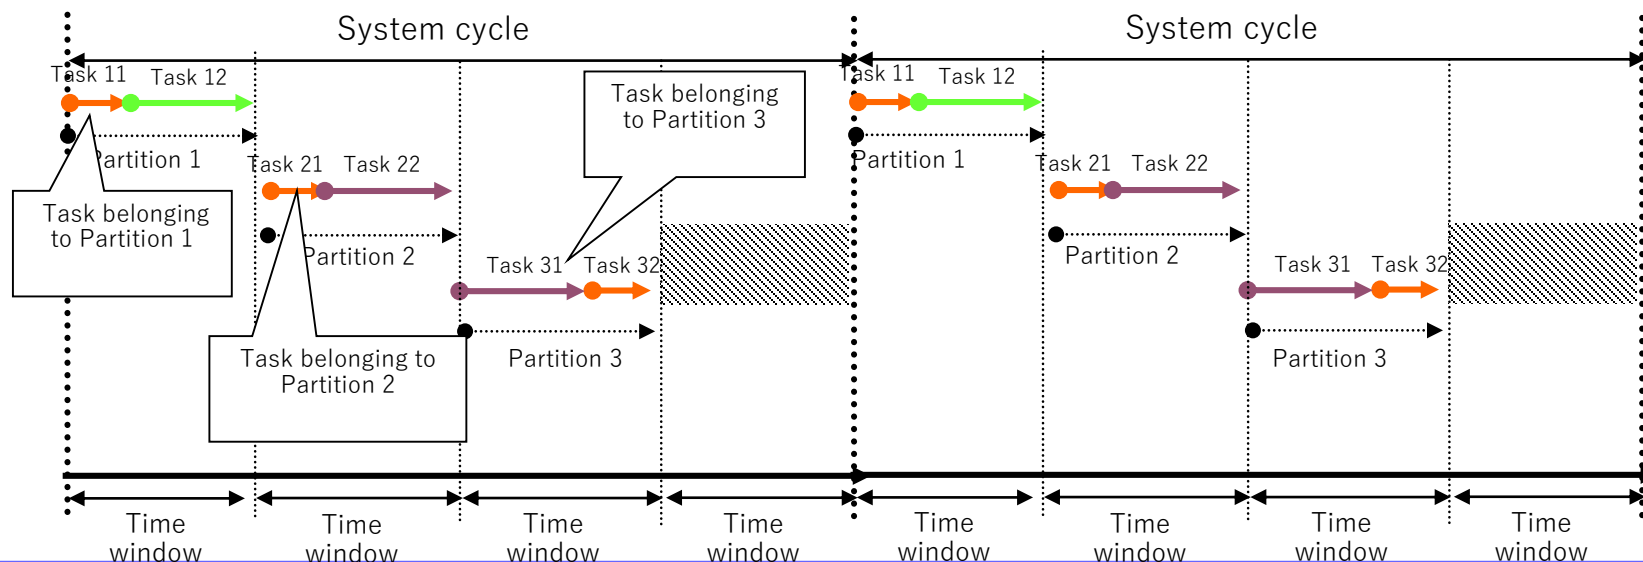 System cycle
System cycle
Task 11
Task 12
Task belonging
to Partition 3
Task 11
Task 12
Partition 1
Task 21
Task 22
Partition 1
Task 21
Task 22
Task belonging
to Partition 1
Partition 2
Task 31
Task 32
Partition 2
Task 31
Task 32
Task belonging to
Partition 2
Partition 3
Partition 3
Time
window
Time
window
Time
window
Time
window
Time
window
Time
window
Time
window
Time
window